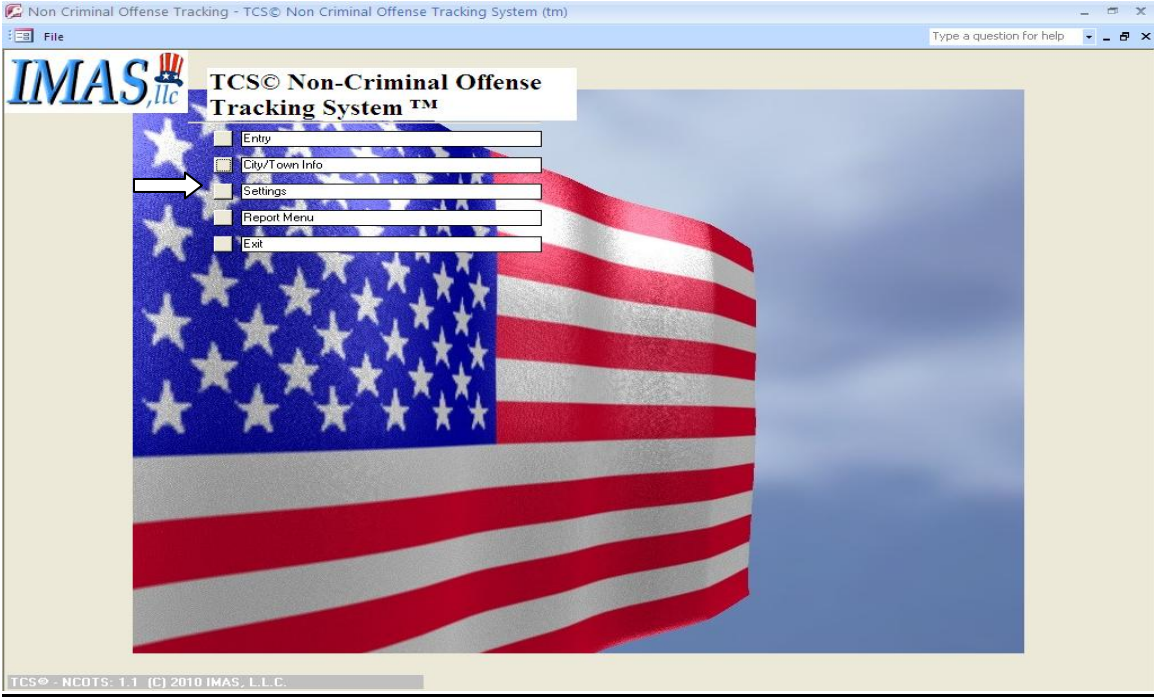 Non Criminal Offense Tracking - TCS© Non Criminal Offense Tracking System (tm)
File
Type a question for help
IMAS,llc
TCS© Non-Criminal Offense
Tracking System ™
Entry
City/Town Info
Settings
Report Menu
Exit
TCS© - NCOTS: 1.1 (C) 2010 IMAS, L.L.C.